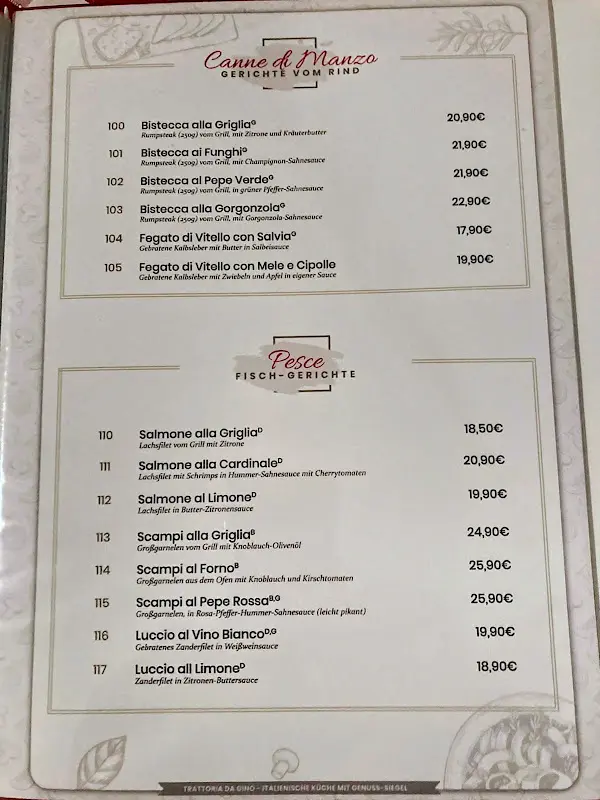 Canne di Manzo
GERICHTE VOM RIND
100 Bistecca alla Griglia^G 20,90€
Rumpsteak (250g) vom Grill, mit Zitrone und Kräuterbutter
101 Bistecca ai Funghi^G 21,90€
Rumpsteak (250g) vom Grill, mit Champignon-Sahnesauce
102 Bistecca al Pepe Verde^G 21,90€
Rumpsteak (250g) vom Grill, in grüner Pfeffer-Sahnesauce
103 Bistecca alla Gorgonzola^G 22,90€
Rumpsteak (250g) vom Grill, mit Gorgonzola-Sahnesauce
104 Fegato di Vitello con Salvia^G 17,90€
Gebratene Kalbsleber mit Butter in Salbeisauce
105 Fegato di Vitello con Mele e Cipolle 19,90€
Gebratene Kalbsleber mit Zwiebeln und Apfel in eigener Sauce
Pesce
FISCH-GERICHTE
110 Salmone alla Griglia^D 18,50€
Lachsfilet vom Grill mit Zitrone
111 Salmone alla Cardinale^D 20,90€
Lachsfilet mit Schrimps in Hummer-Sahnesauce mit Cherrytomaten
112 Salmone al Limone^D 19,90€
Lachsfilet in Butter-Zitronensauce
113 Scampi alla Griglia^B 24,90€
Großgarnelen vom Grill mit Knoblauch-Olivenöl
114 Scampi al Forno^B 25,90€
Großgarnelen aus dem Ofen mit Knoblauch und Kirschtomaten
115 Scampi al Pepe Rossa^B,G 25,90€
Großgarnelen, in Rosa-Pfeffer-Hummer-Sahnesauce (leicht pikant)
116 Luccio al Vino Bianco^D,G 19,90€
Gebratenes Zanderfilet in Weißweinsauce
117 Luccio all Limone^D 18,90€
Zanderfilet in Zitronen-Buttersauce
TRATTORIA DA GINO - ITALIENISCHE KÜCHE MIT GENUSS-SIEGEL